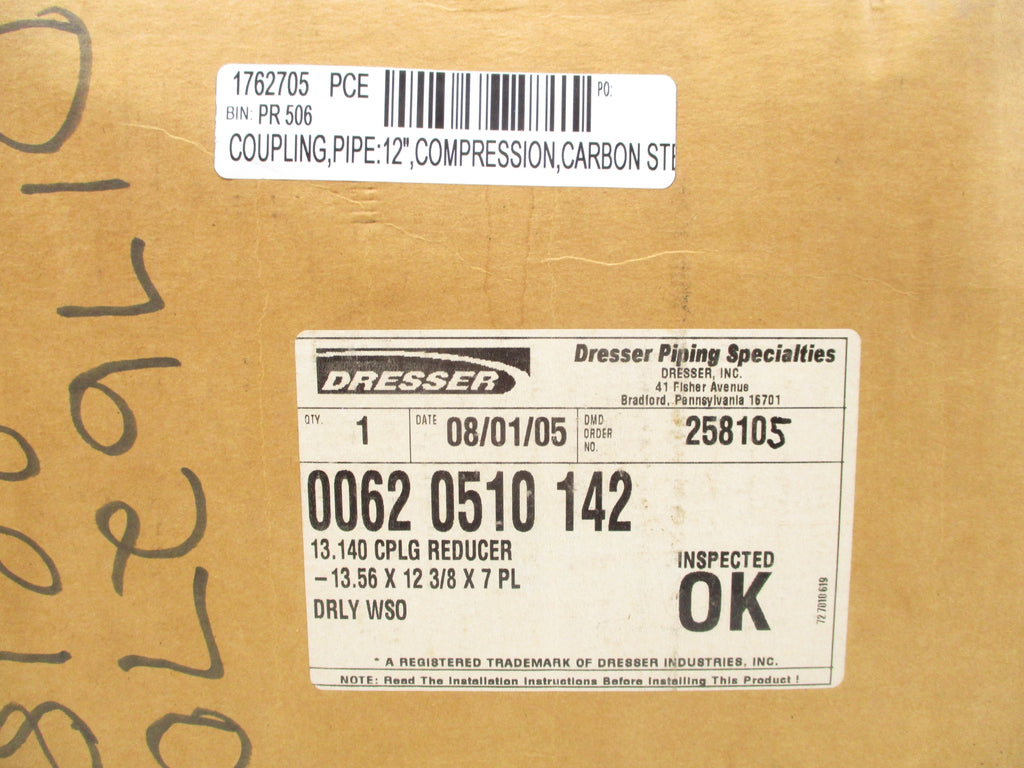 1762705 PCE PO:
BIN: PR 506
COUPLING,PIPE:12",COMPRESSION,CARBON STE
DRESSER
Dresser Piping Specialties
DRESSER, INC.
41 Fisher Avenue
Bradford, Pennsylvania 16701
QTY. 1 DATE 08/01/05 DMD ORDER NO. 258105
0062 0510 142
13.140 CPLG REDUCER
-13.56 X 12 3/8 X 7 PL
DRLY WSO
INSPECTED
OK
72 7010 619
* A REGISTERED TRADEMARK OF DRESSER INDUSTRIES, INC.
NOTE: Read The Installation Instructions Before Installing This Product !